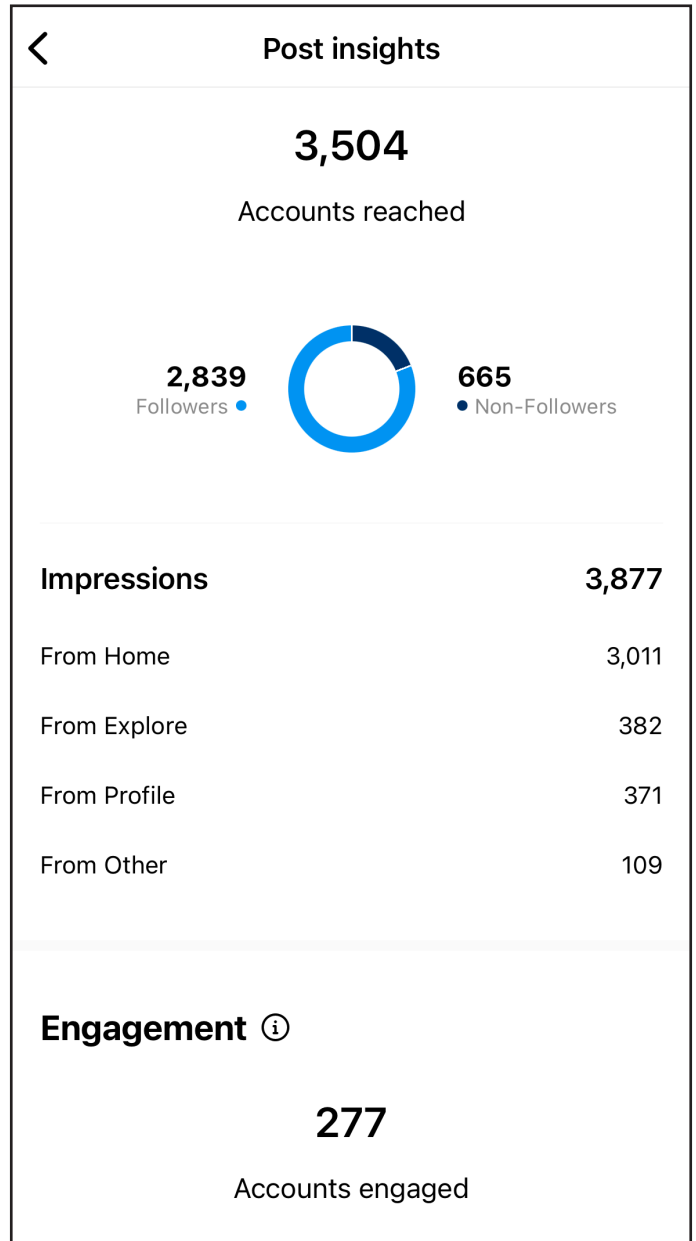 Post insights
3,504
Accounts reached
2,839
Followers
665
Non-Followers
Impressions 3,877
From Home 3,011
From Explore 382
From Profile 371
From Other 109
Engagement
277
Accounts engaged